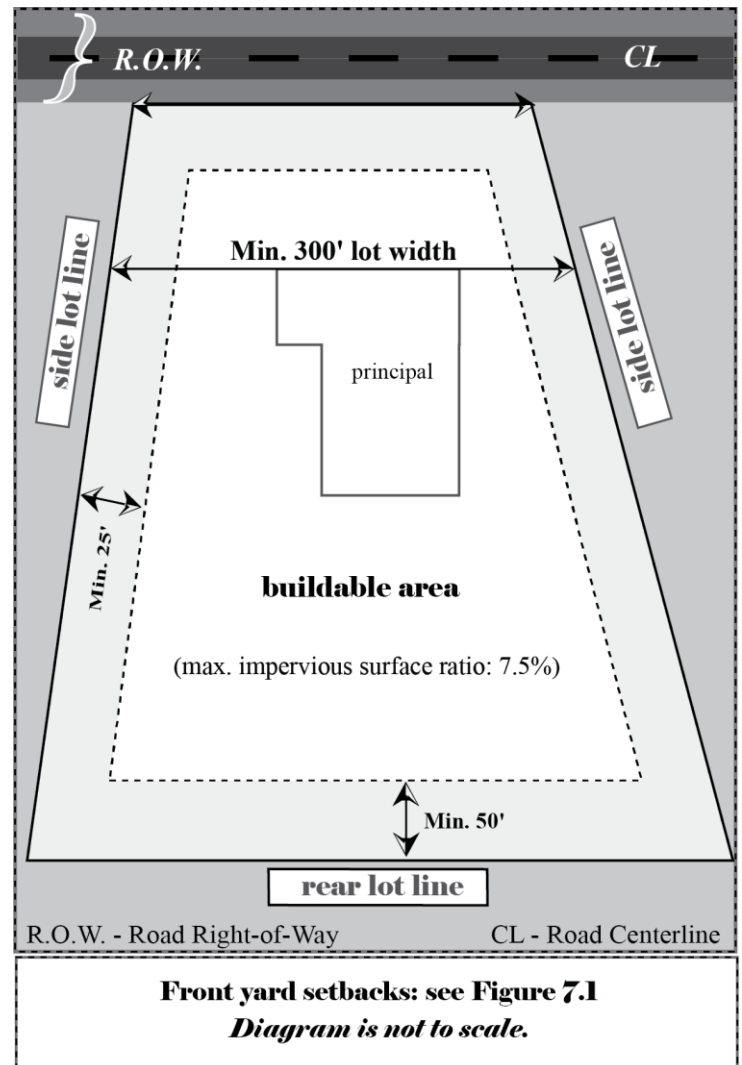 R.O.W.
CL
Min. 300' lot width
side lot line
side lot line
principal
Min. 25'
buildable area
(max. impervious surface ratio: 7.5%)
Min. 50'
rear lot line
R.O.W. - Road Right-of-Way
CL - Road Centerline
Front yard setbacks: see Figure 7.1
Diagram is not to scale.